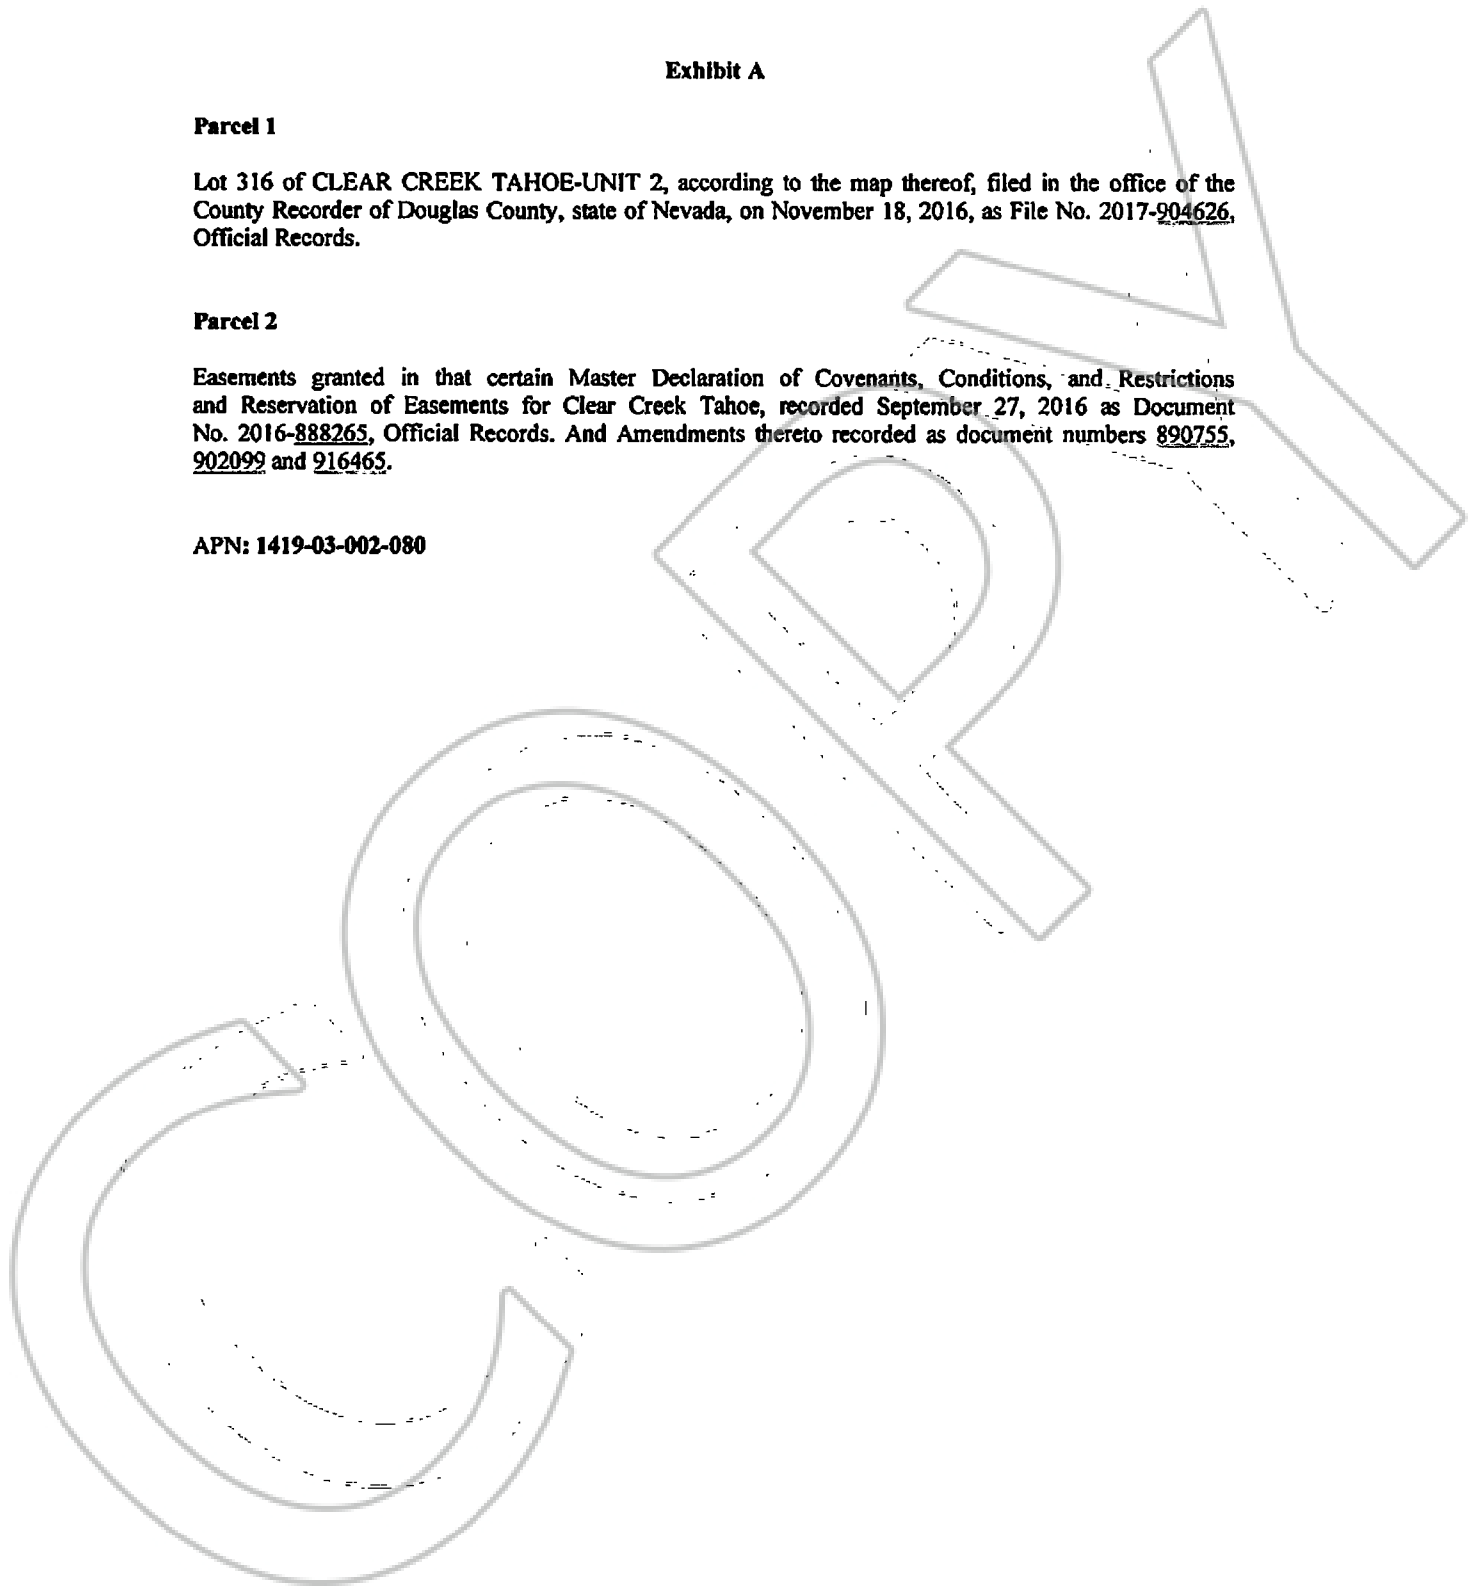 Exhibit A
Parcel 1
Lot 316 of CLEAR CREEK TAHOE-UNIT 2, according to the map thereof, filed in the office of the
County Recorder of Douglas County, state of Nevada, on November 18, 2016, as File No. 2017-904626,
Official Records.
Parcel 2
Easements granted in that certain Master Declaration of Covenants, Conditions, and Restrictions
and Reservation of Easements for Clear Creek Tahoe, recorded September 27, 2016 as Document
No. 2016-888265, Official Records. And Amendments thereto recorded as document numbers 890755,
902099 and 916465.
APN: 1419-03-002-080
COPY